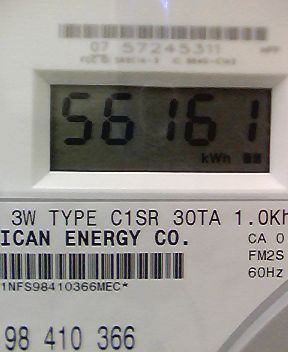 07 57245311
56161
kWh
3W TYPE C1SR 30TA 1.0Kh
ICAN ENERGY CO.
CA 0
FM2S
60Hz
1NFS98410366MEC*
98 410 366